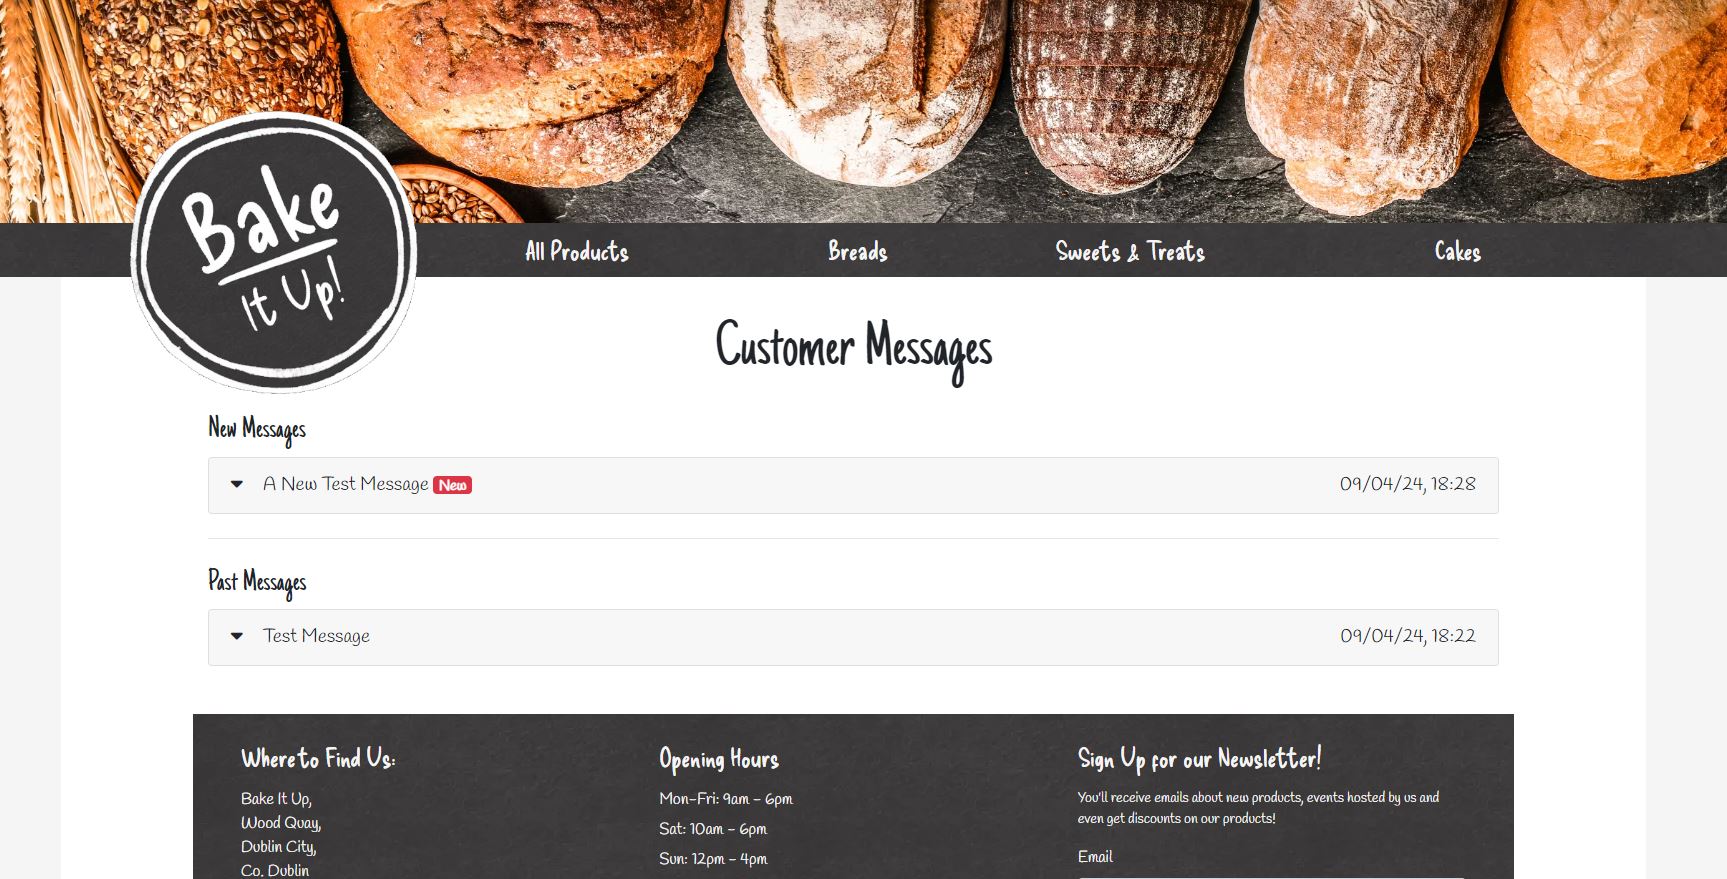 Bake
It Up!
All Products
Breads
Sweets & Treats
Cakes
Customer Messages
New Messages
A New Test Message New
09/04/24, 18:28
Past Messages
Test Message
09/04/24, 18:22
Where to Find Us:
Bake It Up,
Wood Quay,
Dublin City,
Co. Dublin
Opening Hours
Mon-Fri: 9am - 6pm
Sat: 10am - 6pm
Sun: 12pm - 4pm
Sign Up for our Newsletter!
You'll receive emails about new products, events hosted by us and
even get discounts on our products!
Email